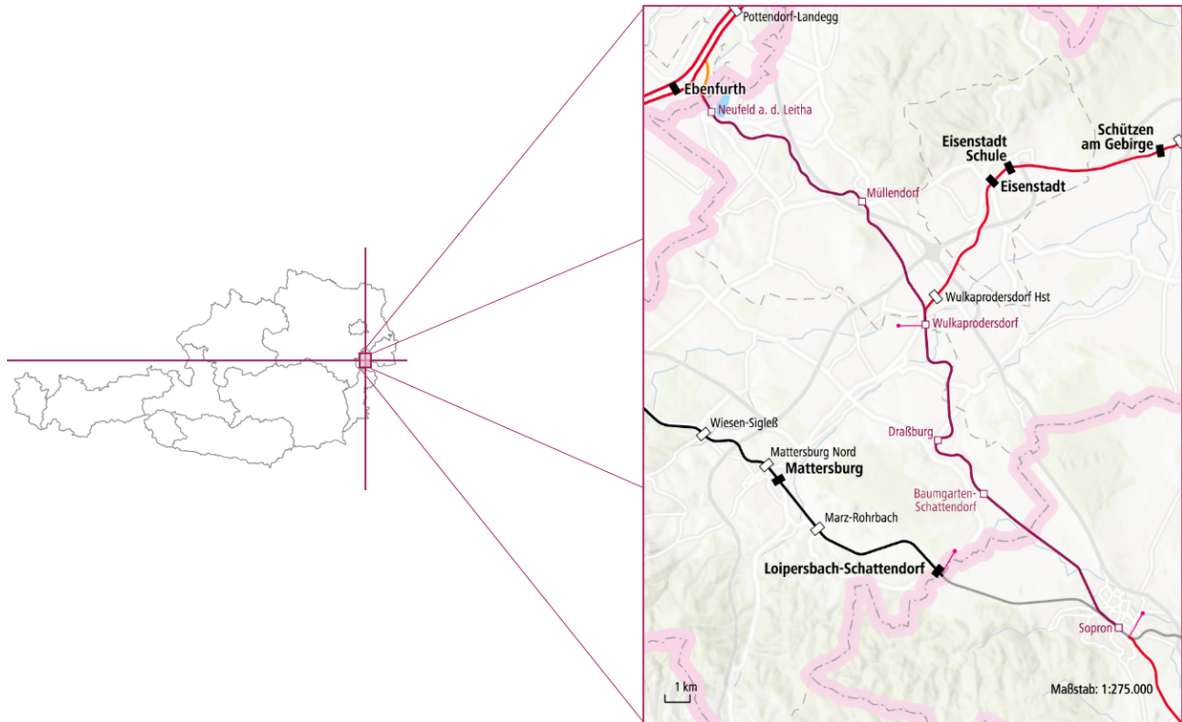 Pottendorf-Landegg
Ebenfurth
Neufeld a. d. Leitha
Schützen
am Gebirge
Eisenstadt
Schule
Eisenstadt
Müllendorf
Wulkaprodersdorf Hst
Wulkaprodersdorf
Wiesen-Sigleß
Draßburg
Mattersburg Nord
Mattersburg
Baumgarten-
Schattendorf
Marz-Rohrbach
Loipersbach-Schattendorf
Sopron
1 km
Maßstab: 1:275.000